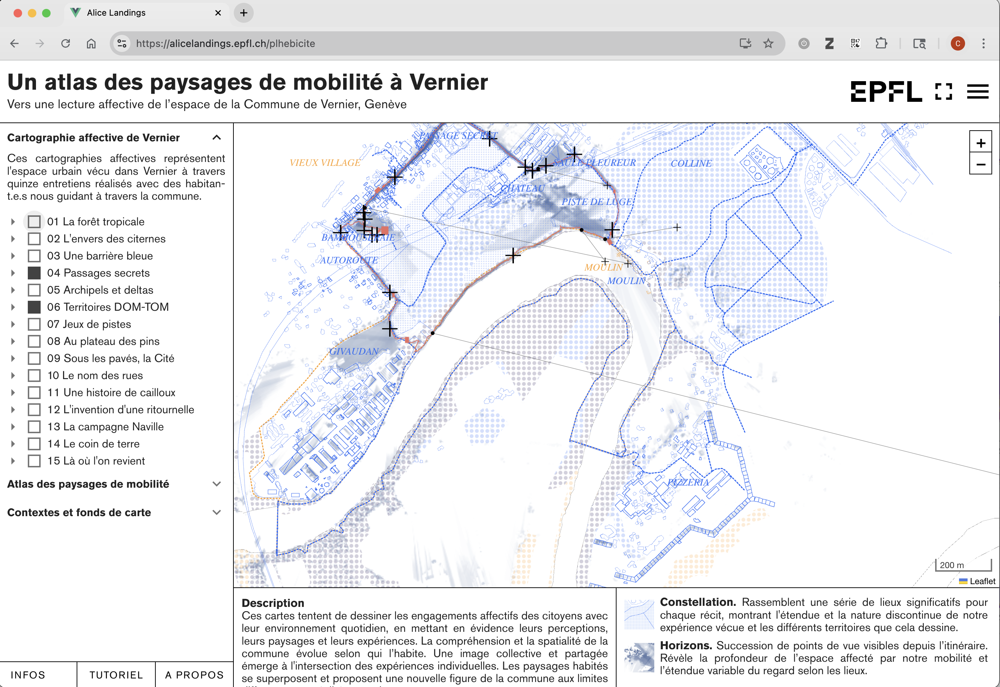 Alice Landings
https://alicelandings.epfl.ch/plhebicite
C
Un atlas des paysages de mobilité à Vernier
Vers une lecture affective de l’espace de la Commune de Vernier, Genève
EPFL
Cartographie affective de Vernier
Ces cartographies affectives représentent
l'espace urbain vécu dans Vernier à travers
quinze entretiens réalisés avec des habitan-
t.e.s nous guidant à travers la commune.
01 La forêt tropicale
02 L'envers des citernes
03 Une barrière bleue
04 Passages secrets
05 Archipels et deltas
06 Territoires DOM-TOM
07 Jeux de pistes
08 Au plateau des pins
09 Sous les pavés, la Cité
10 Le nom des rues
11 Une histoire de cailloux
12 L'invention d'une ritournelle
13 La campagne Naville
14 Le coin de terre
15 Là où l'on revient
Atlas des paysages de mobilité
Contextes et fonds de carte
INFOS
TUTORIEL
A PROPOS
PASSAGE SECRET
VIEUX VILLAGE
SAULE PLEUREUR
COLLINE
CHATEAU
PISTE DE LUGE
BAMBOUSERAIE
AUTOROUTE
MOULIN
MOULIN
GIVAUDAN
PIZZERIA
+
−
200 m
Leaflet
Description
Ces cartes tentent de dessiner les engagements affectifs des citoyens avec
leur environnement quotidien, en mettant en évidence leurs perceptions,
leurs paysages et leurs expériences. La compréhension et la spatialité de la
commune évolue selon qui l’habite. Une image collective et partagée
émerge à l'intersection des expériences individuelles. Les paysages habités
se superposent et proposent une nouvelle figure de la commune aux limites
Constellation. Rassemblent une série de lieux significatifs pour
chaque récit, montrant l'étendue et la nature discontinue de notre
expérience vécue et les différents territoires que cela dessine.
Horizons. Succession de points de vue visibles depuis l’itinéraire.
Révèle la profondeur de l’espace affecté par notre mobilité et
l’étendue variable du regard selon les lieux.